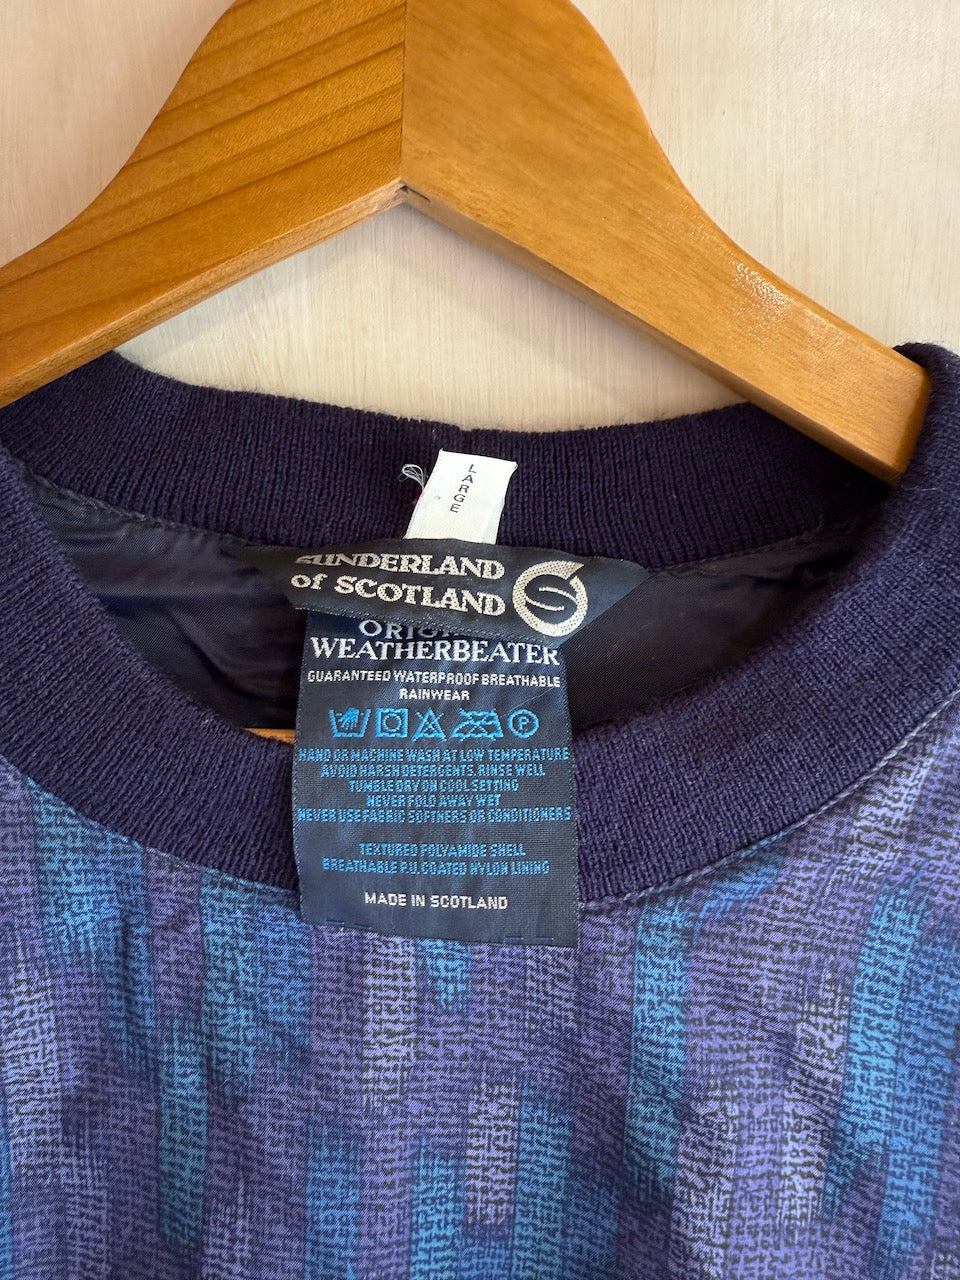 LARGE
SUNDERLAND
of SCOTLAND
WEATHERBEATER
GUARANTEED WATERPROOF BREATHABLE
RAINWEAR
P
HAND OR MACHINE WASH AT LOW TEMPERATURE
AVOID HARSH DETERGENTS. RINSE WELL
TUMBLE DRY ON COOL SETTING
NEVER FOLD AWAY WET
NEVER USE FABRIC SOFTNERS OR CONDITIONERS
TEXTURED POLYAMIDE SHELL
BREATHABLE P.U. COATED NYLON LINING
MADE IN SCOTLAND